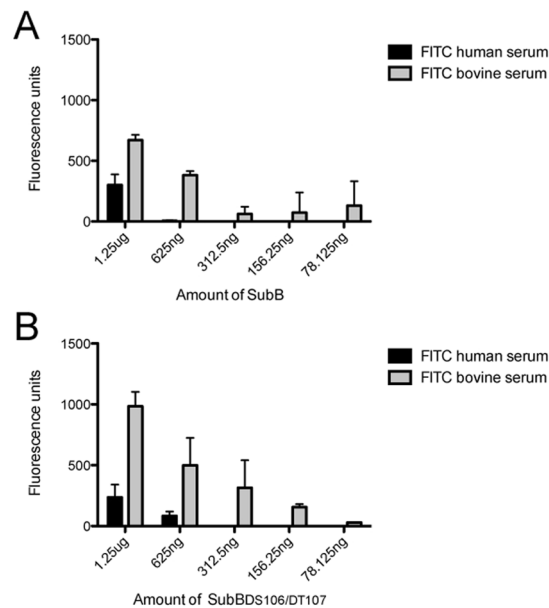 A
1500
1000
500
0
Fluorescence units
FITC human serum
FITC bovine serum
1.25ug
625ng
312.5ng
156.25ng
78.125ng
Amount of SubB
B
1500
1000
500
0
Fluorescence units
FITC human serum
FITC bovine serum
1.25ug
625ng
312.5ng
156.25ng
78.125ng
Amount of SubBDS106/DT107